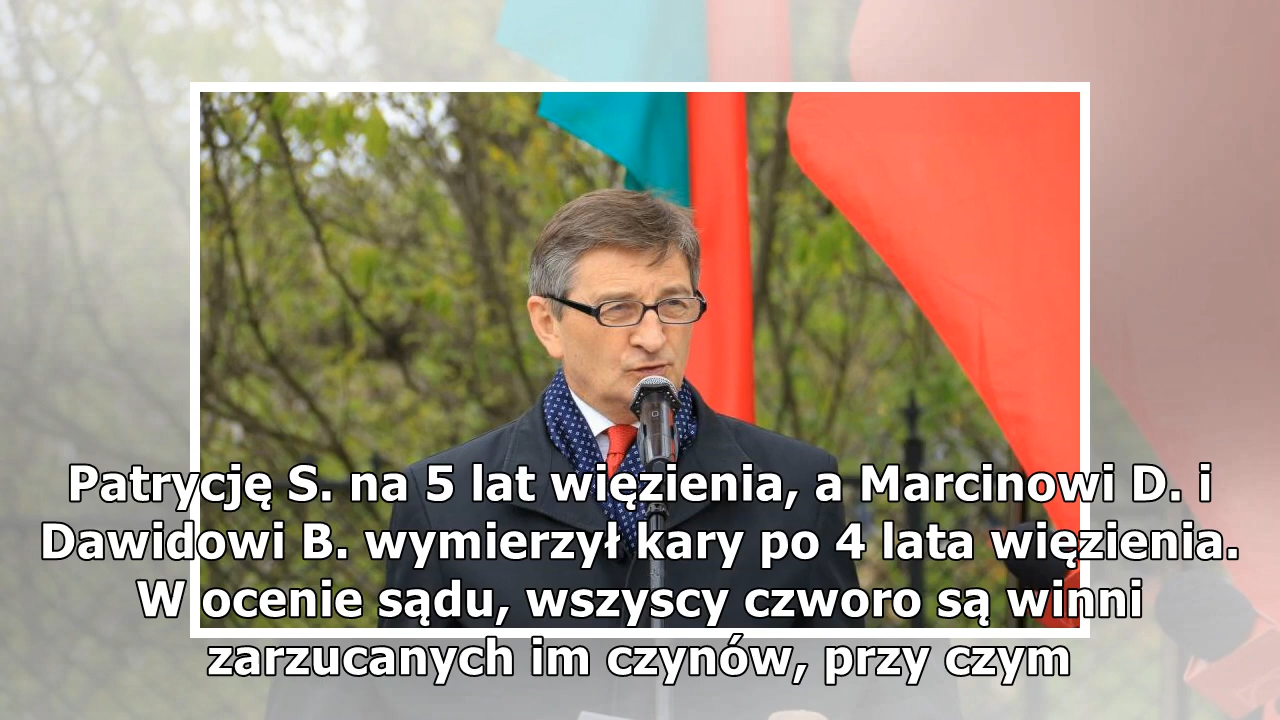 Patrycję S. na 5 lat więzienia, a Marcinowi D. i
Dawidowi B. wymierzył kary po 4 lata więzienia.
W ocenie sądu, wszyscy czworo są winni
zarzucanych im czynów, przy czym